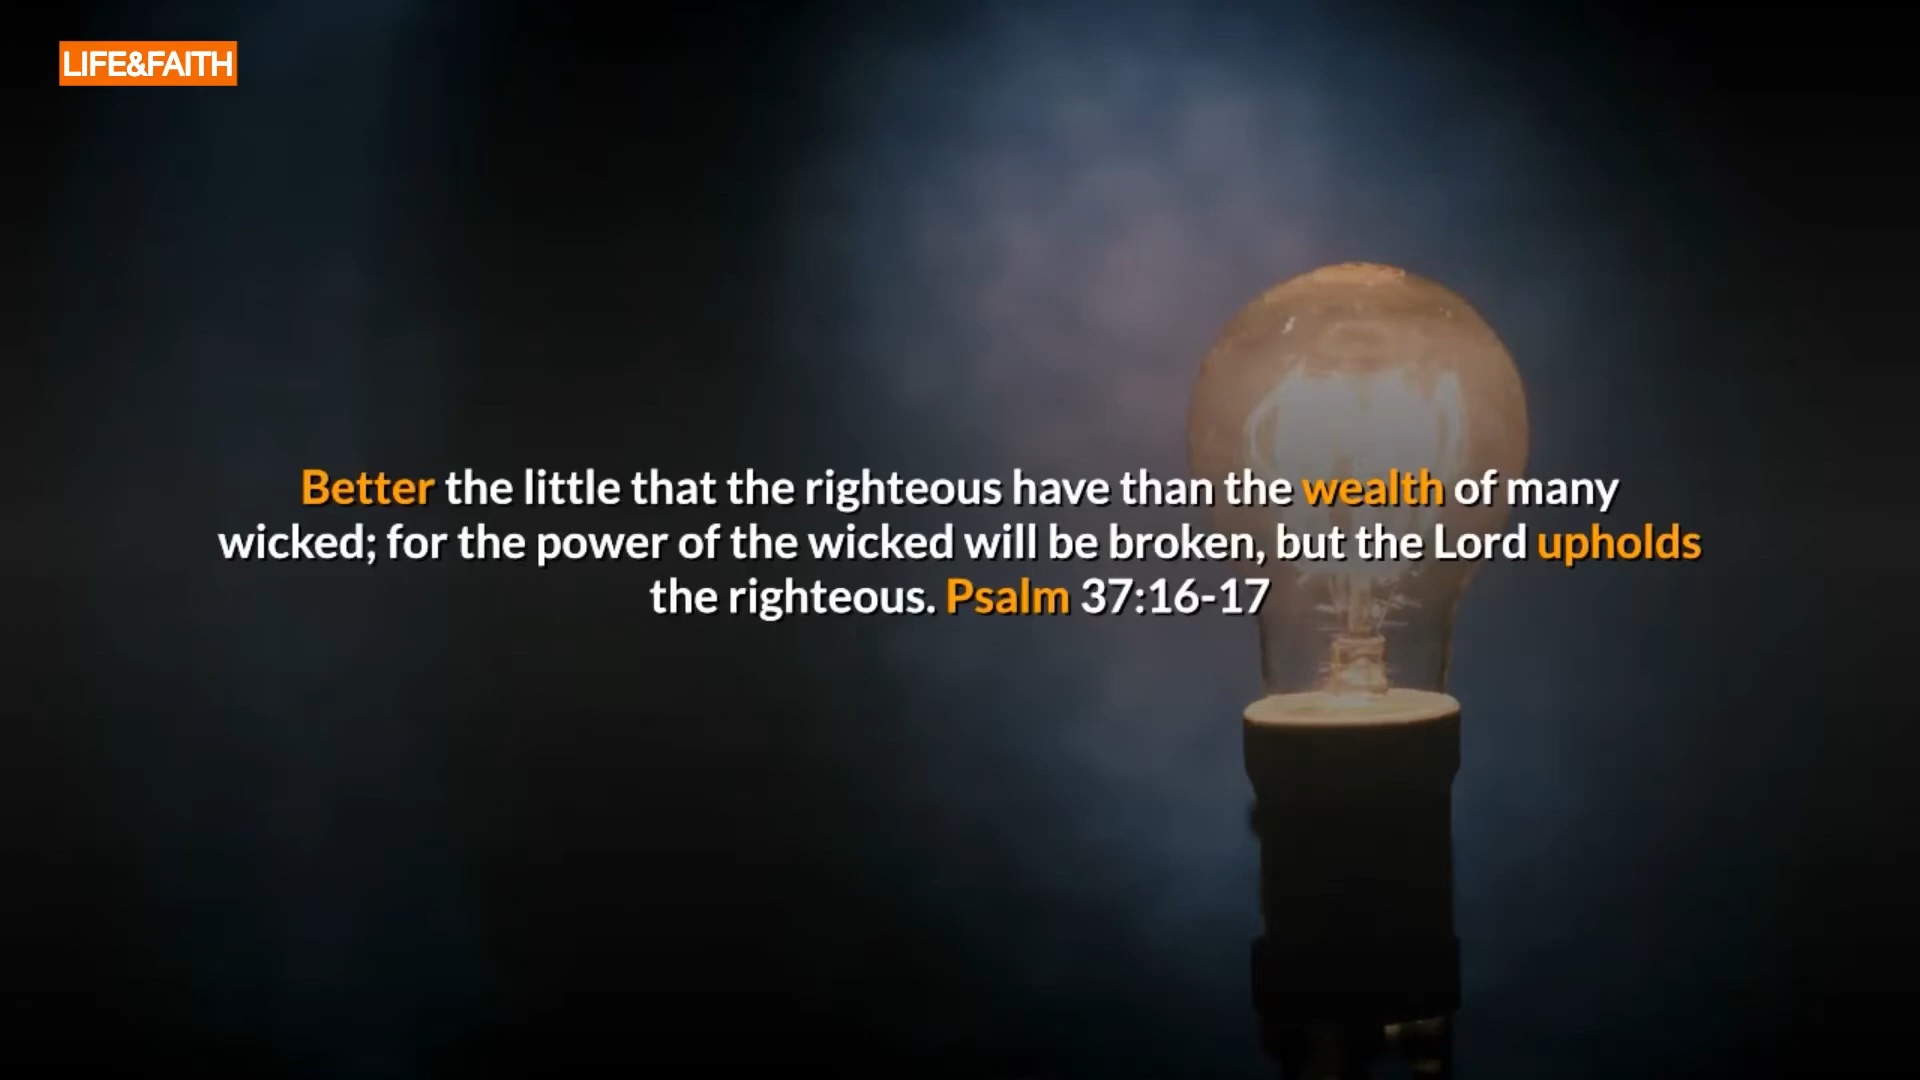 LIFE&FAITH
Better the little that the righteous have than the wealth of many
wicked; for the power of the wicked will be broken, but the Lord upholds
the righteous. Psalm 37:16-17